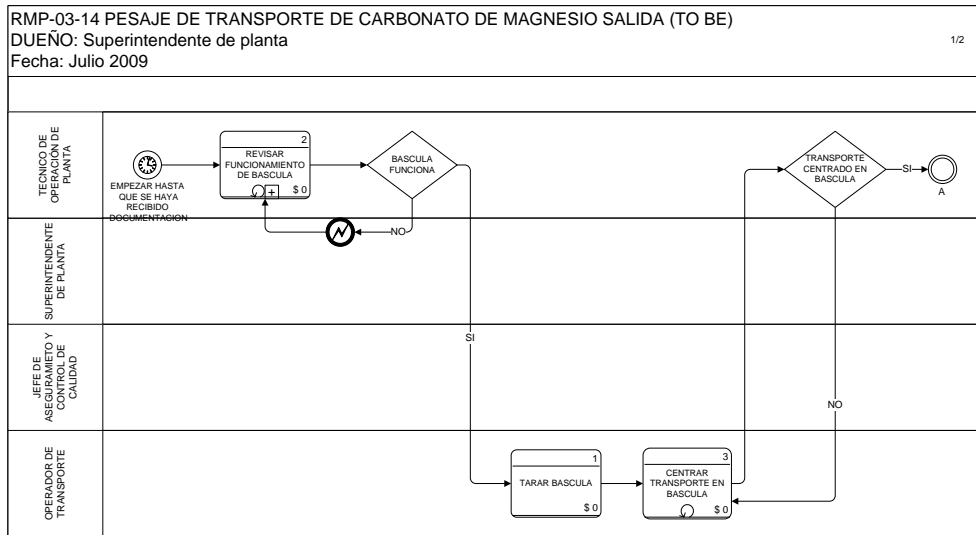 RMP-03-14 PESAJE DE TRANSPORTE DE CARBONATO DE MAGNESIO SALIDA (TO BE)
DUEÑO: Superintendente de planta
1/2
Fecha: Julio 2009
TECNICO DE
OPERACIÓN DE
PLANTA
EMPEZAR HASTA
QUE SE HAYA
RECIBIDO
DOCUMENTACION
2
REVISAR
FUNCIONAMIENTO
DE BASCULA
$ 0
BASCULA
FUNCIONA
NO
SI
TRANSPORTE
CENTRADO EN
BASCULA
SI
A
NO
SUPERINTENDENTE
DE PLANTA
JEFE DE
ASEGURAMIETO Y
CONTROL DE
CALIDAD
OPERADOR DE
TRANSPORTE
1
TARAR BASCULA
$ 0
3
CENTRAR
TRANSPORTE EN
BASCULA
$ 0